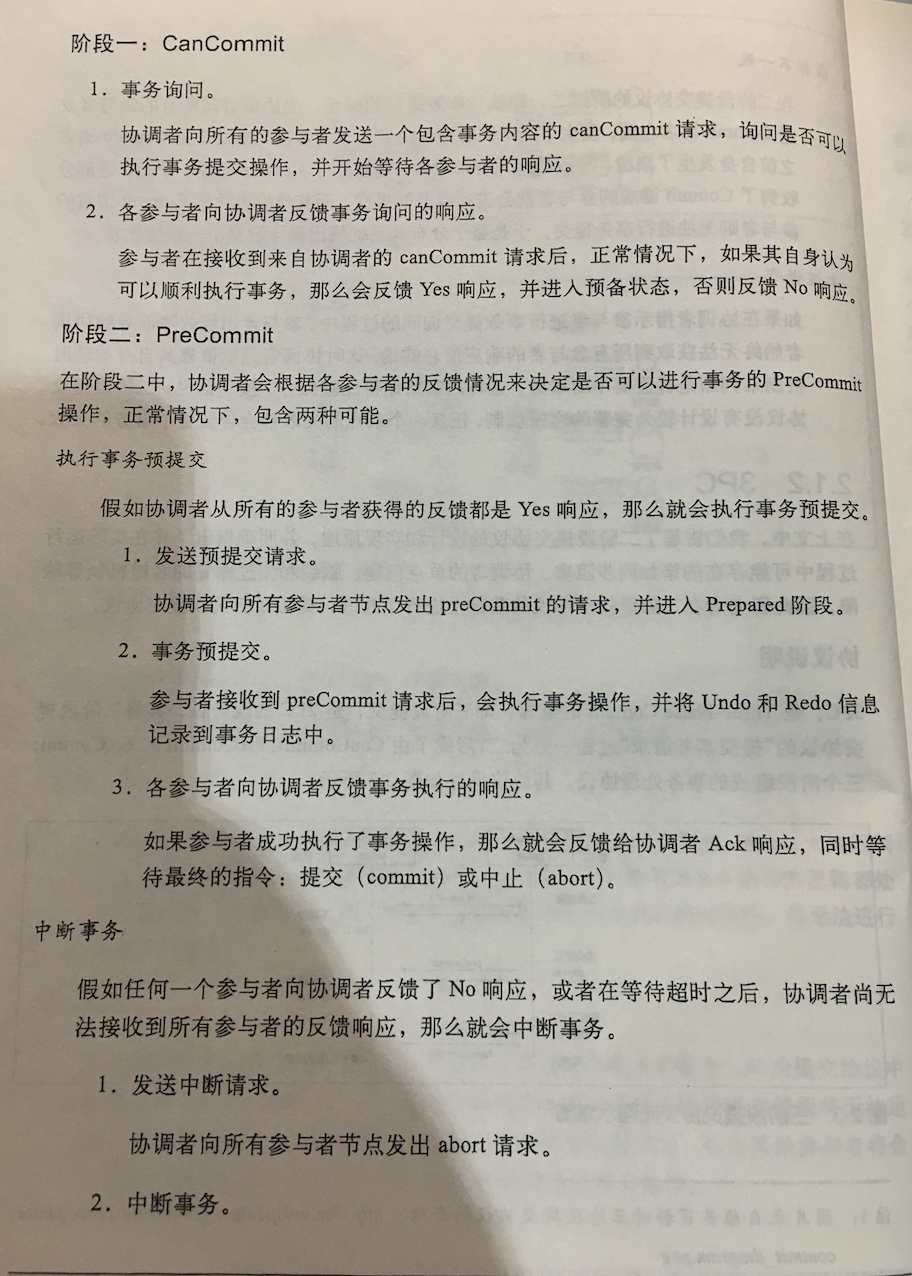 阶段一：CanCommit
1．事务询问。
协调者向所有的参与者发送一个包含事务内容的 canCommit 请求，询问是否可以
执行事务提交操作，并开始等待各参与者的响应。
2．各参与者向协调者反馈事务询问的响应。
参与者在接收到来自协调者的 canCommit 请求后，正常情况下，如果其自身认为
可以顺利执行事务，那么会反馈 Yes 响应，并进入预备状态，否则反馈 No 响应。
阶段二：PreCommit
在阶段二中，协调者会根据各参与者的反馈情况来决定是否可以进行事务的 PreCommit
操作，正常情况下，包含两种可能。
执行事务预提交
假如协调者从所有的参与者获得的反馈都是 Yes 响应，那么就会执行事务预提交。
1．发送预提交请求。
协调者向所有参与者节点发出 preCommit 的请求，并进入 Prepared 阶段。
2．事务预提交。
参与者接收到 preCommit 请求后，会执行事务操作，并将 Undo 和 Redo 信息
记录到事务日志中。
3．各参与者向协调者反馈事务执行的响应。
如果参与者成功执行了事务操作，那么就会反馈给协调者 Ack 响应，同时等
待最终的指令：提交（commit）或中止（abort）。
中断事务
假如任何一个参与者向协调者反馈了 No 响应，或者在等待超时之后，协调者尚无
法接收到所有参与者的反馈响应，那么就会中断事务。
1．发送中断请求。
协调者向所有参与者节点发出 abort 请求。
2．中断事务。